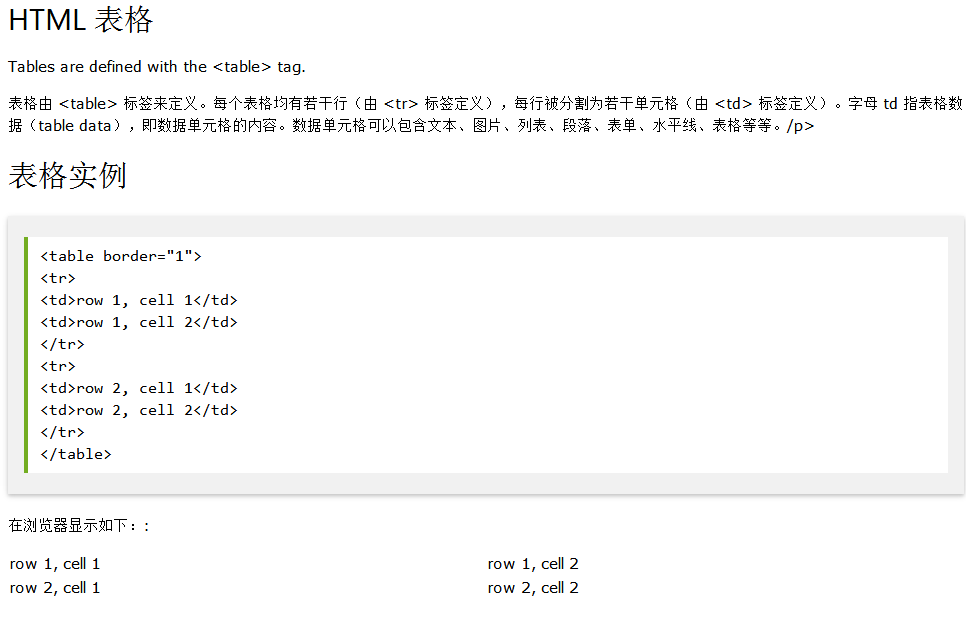 HTML 表格
Tables are defined with the <table> tag.
表格由 <table> 标签来定义。每个表格均有若干行（由 <tr> 标签定义），每行被分割为若干单元格（由 <td> 标签定义）。字母 td 指表格数
据（table data），即数据单元格的内容。数据单元格可以包含文本、图片、列表、段落、表单、水平线、表格等等。/p>
表格实例
<table border="1">
<tr>
<td>row 1, cell 1</td>
<td>row 1, cell 2</td>
</tr>
<tr>
<td>row 2, cell 1</td>
<td>row 2, cell 2</td>
</tr>
</table>
在浏览器显示如下：:
row 1, cell 1 row 1, cell 2
row 2, cell 1 row 2, cell 2